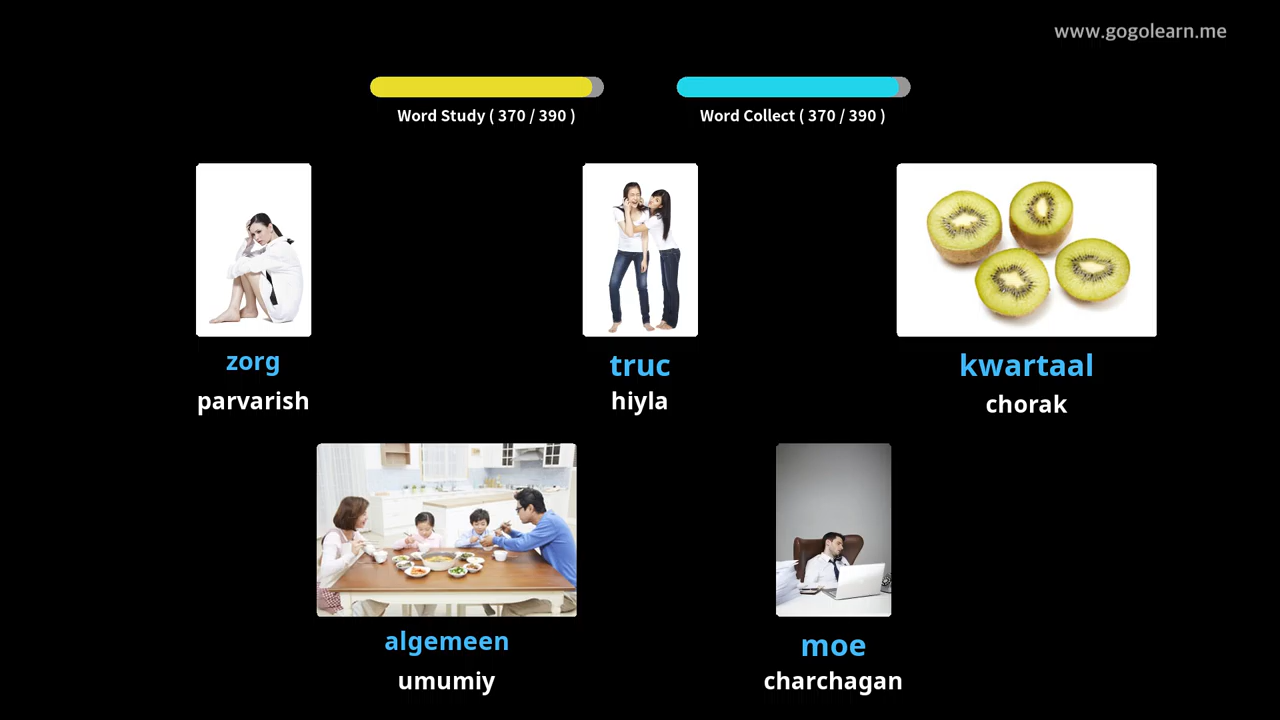 www.gogolearn.me
Word Study ( 370 / 390 )
Word Collect ( 370 / 390 )
zorg
parvarish
truc
hiyla
kwartaal
chorak
algemeen
umumiy
moe
charchagan